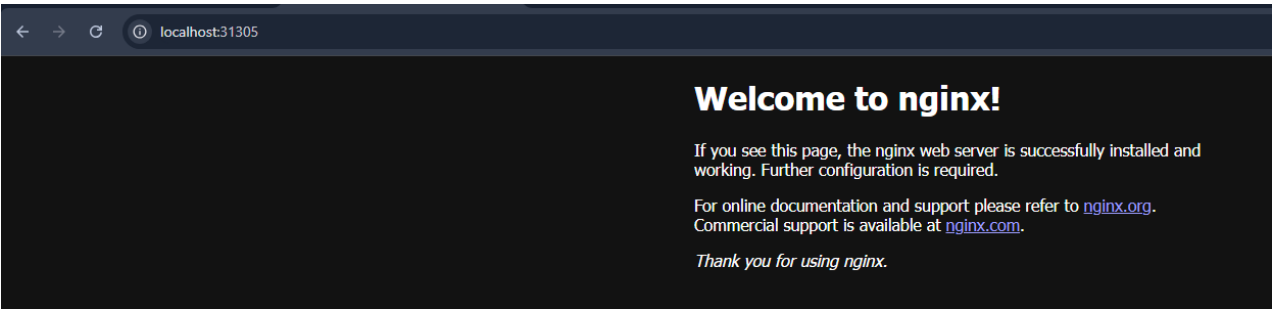 localhost:31305
Welcome to nginx!
If you see this page, the nginx web server is successfully installed and
working. Further configuration is required.
For online documentation and support please refer to nginx.org.
Commercial support is available at nginx.com.
Thank you for using nginx.